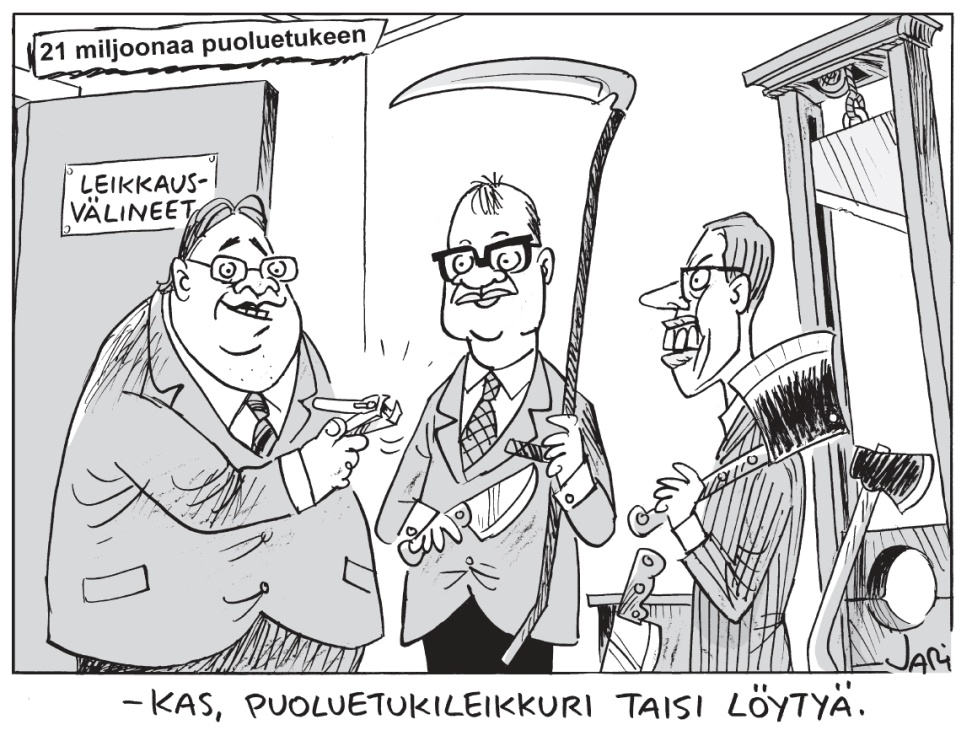 21 miljoonaa puoluetukeen
LEIKKAUS-
VÄLINEET
-JARI
-KAS, PUOLUETUKILEIKKURI TAISI LÖYTYÄ.